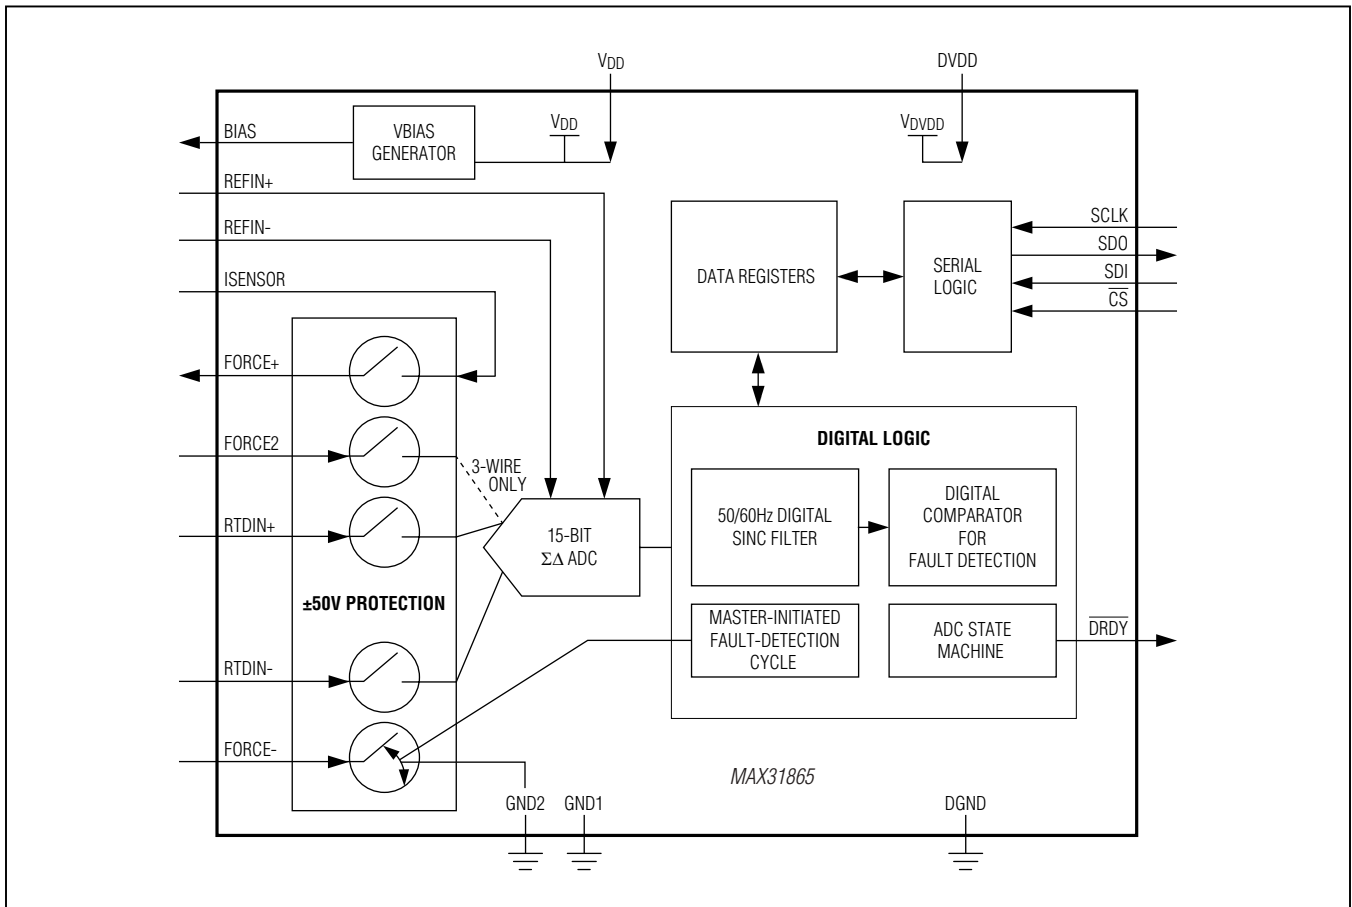 VDD
DVDD
BIAS
VBIAS
GENERATOR
VDD
VDVDD
REFIN+
REFIN-
ISENSOR
DATA REGISTERS
SERIAL
LOGIC
SCLK
SDO
SDI
C̅S̅
FORCE+
FORCE2
3-WIRE
ONLY
RTDIN+
15-BIT
ΣΔ ADC
±50V PROTECTION
RTDIN-
FORCE-
DIGITAL LOGIC
50/60Hz DIGITAL
SINC FILTER
DIGITAL
COMPARATOR
FOR
FAULT DETECTION
MASTER-INITIATED
FAULT-DETECTION
CYCLE
ADC STATE
MACHINE
D̅R̅D̅Y̅
MAX31865
GND2
GND1
DGND